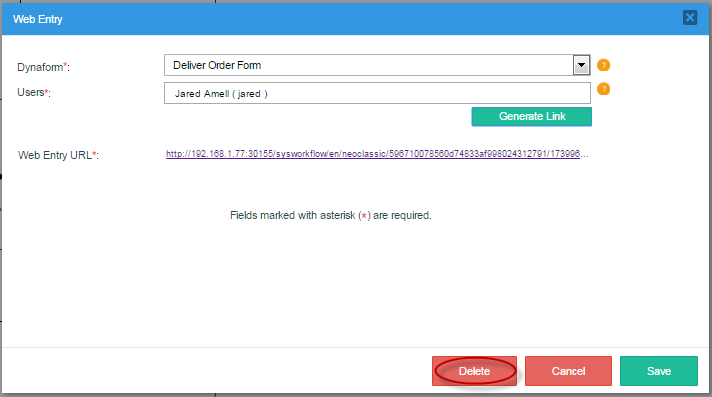 Web Entry
Dynaform*:
Deliver Order Form
?
Users*:
Jared Amell ( jared )
?
Generate Link
Web Entry URL*:
http://192.168.1.77:30155/sysworkflow/en/neoclassic/596710078560d74833af998024312791/173996...
Fields marked with asterisk (*) are required.
Delete
Cancel
Save